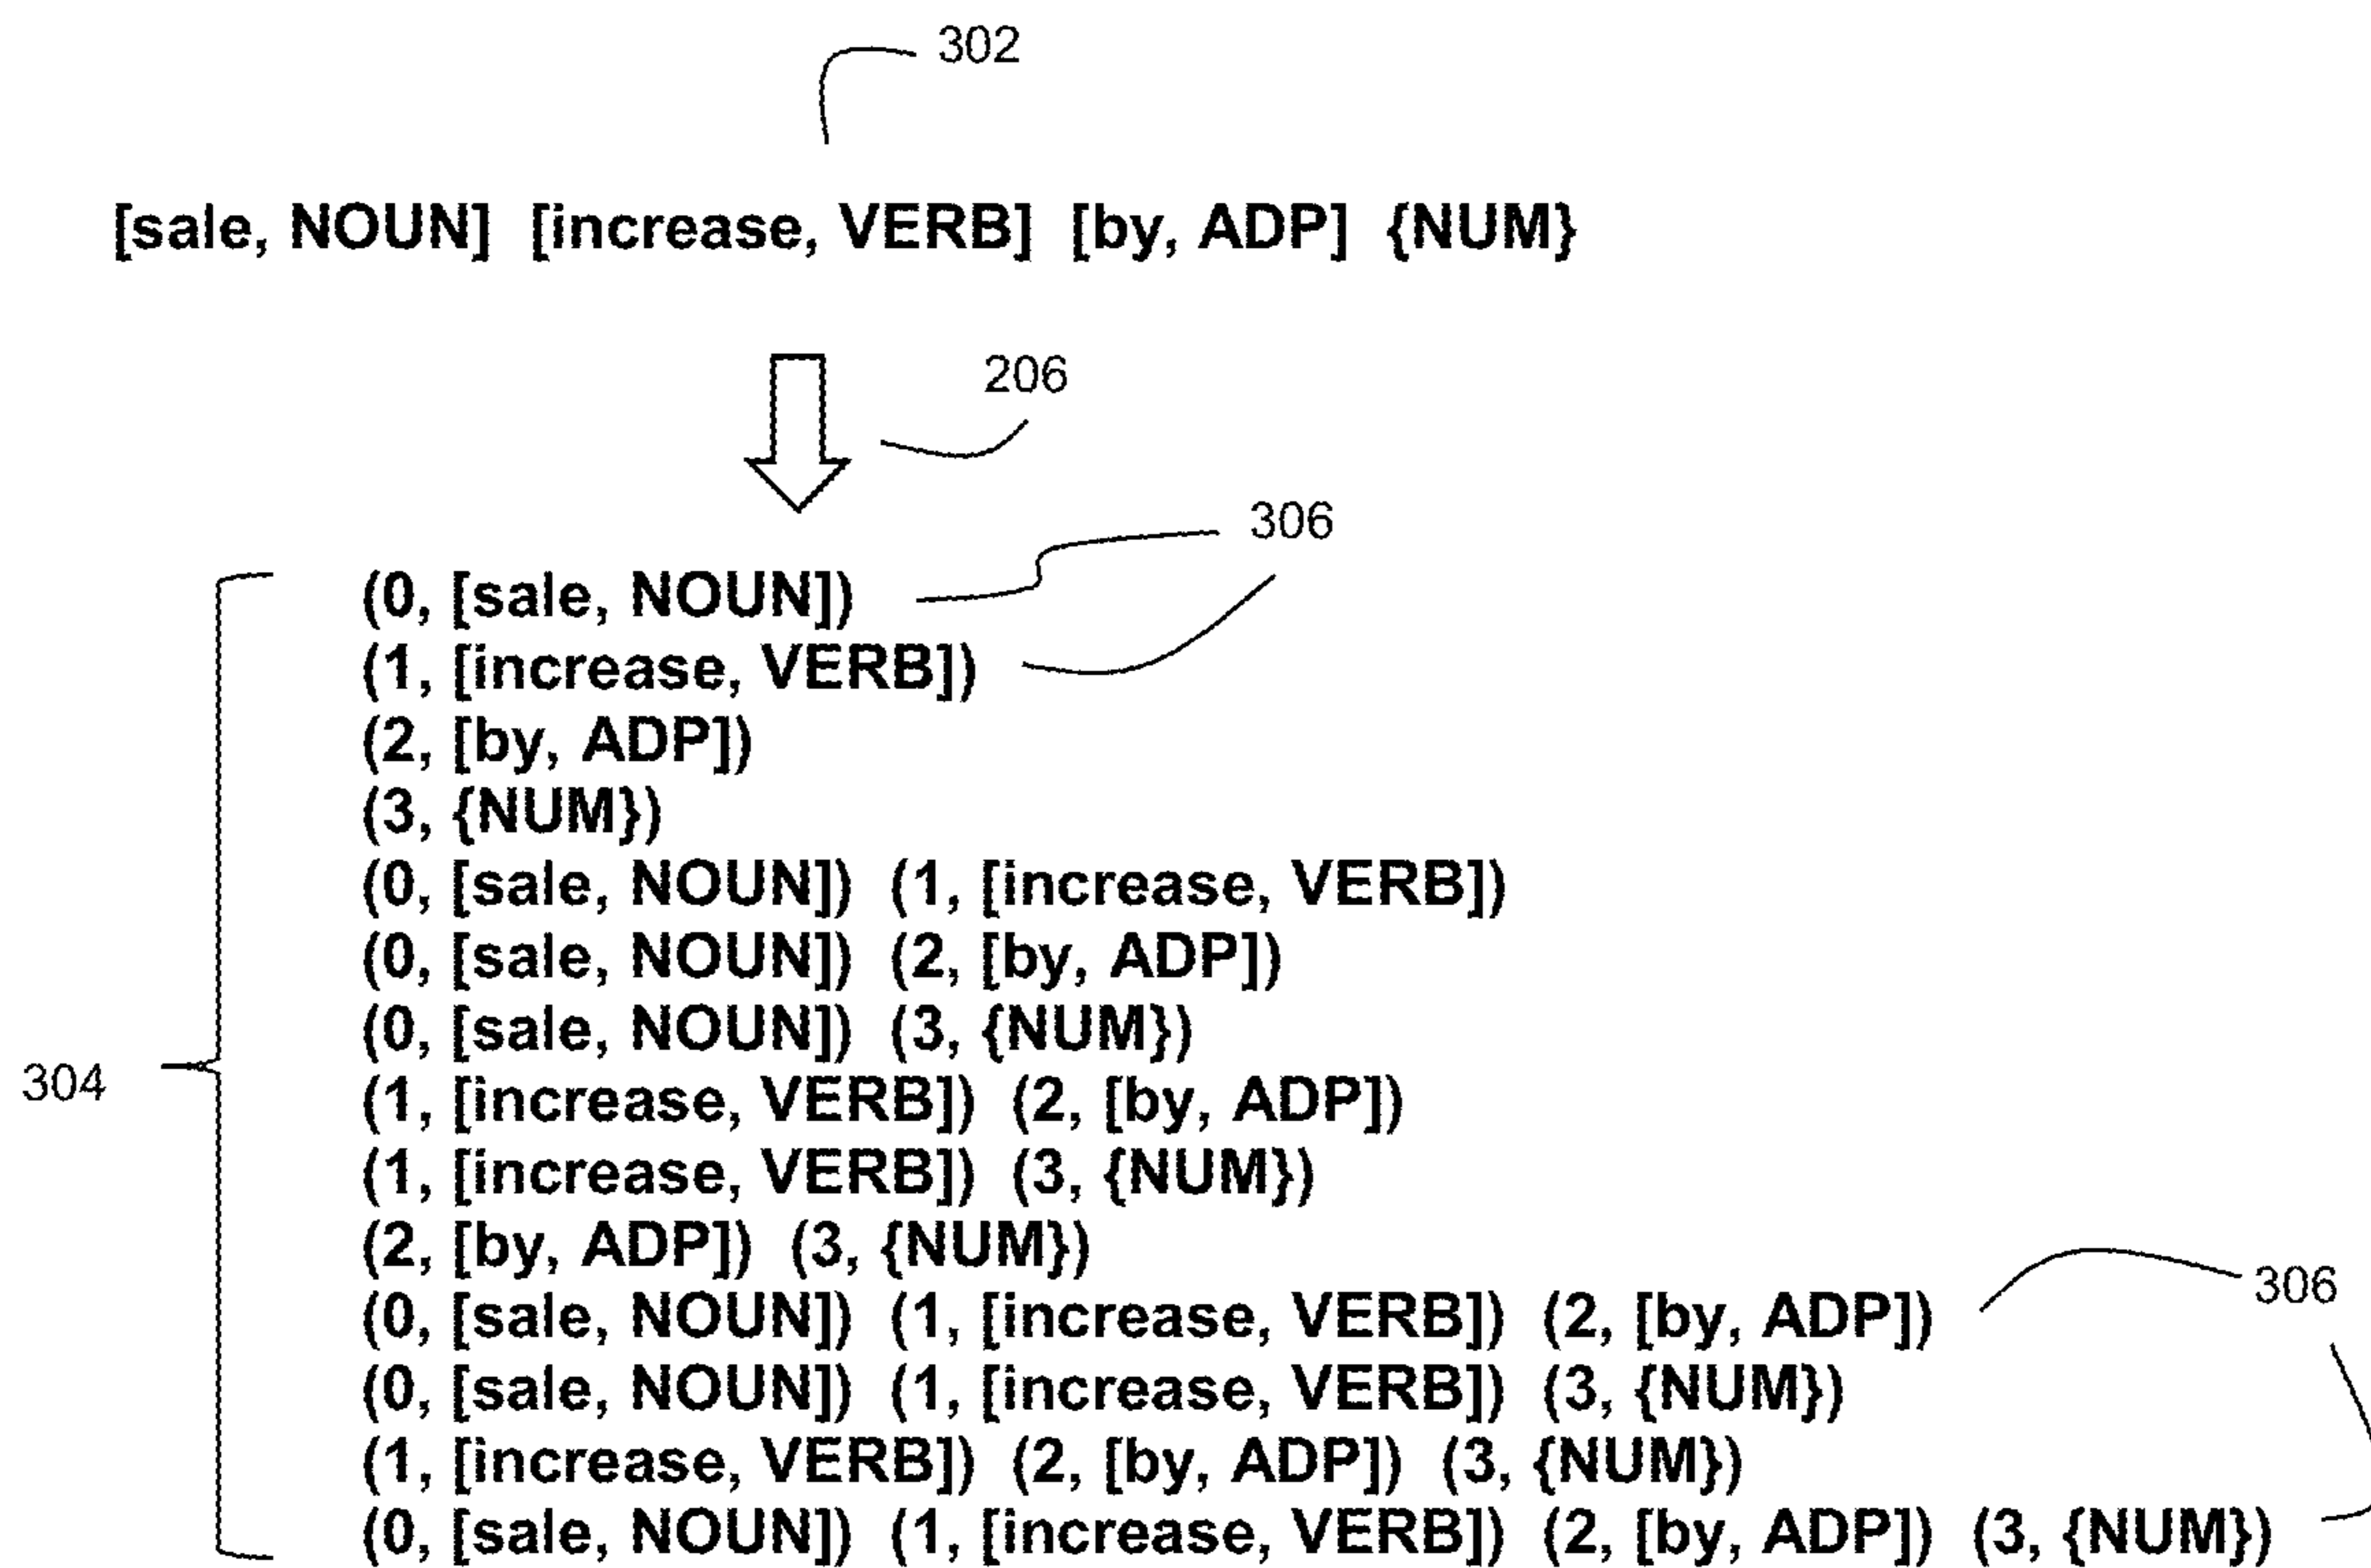 302
[sale, NOUN] [increase, VERB] [by, ADP] {NUM}
206
306
(0, [sale, NOUN])
(1, [increase, VERB])
(2, [by, ADP])
(3, {NUM})
(0, [sale, NOUN]) (1, [increase, VERB])
(0, [sale, NOUN]) (2, [by, ADP])
(0, [sale, NOUN]) (3, {NUM})
304
(1, [increase, VERB]) (2, [by, ADP])
(1, [increase, VERB]) (3, {NUM})
(2, [by, ADP]) (3, {NUM})
306
(0, [sale, NOUN]) (1, [increase, VERB]) (2, [by, ADP])
(0, [sale, NOUN]) (1, [increase, VERB]) (3, {NUM})
(1, [increase, VERB]) (2, [by, ADP]) (3, {NUM})
(0, [sale, NOUN]) (1, [increase, VERB]) (2, [by, ADP]) (3, {NUM})